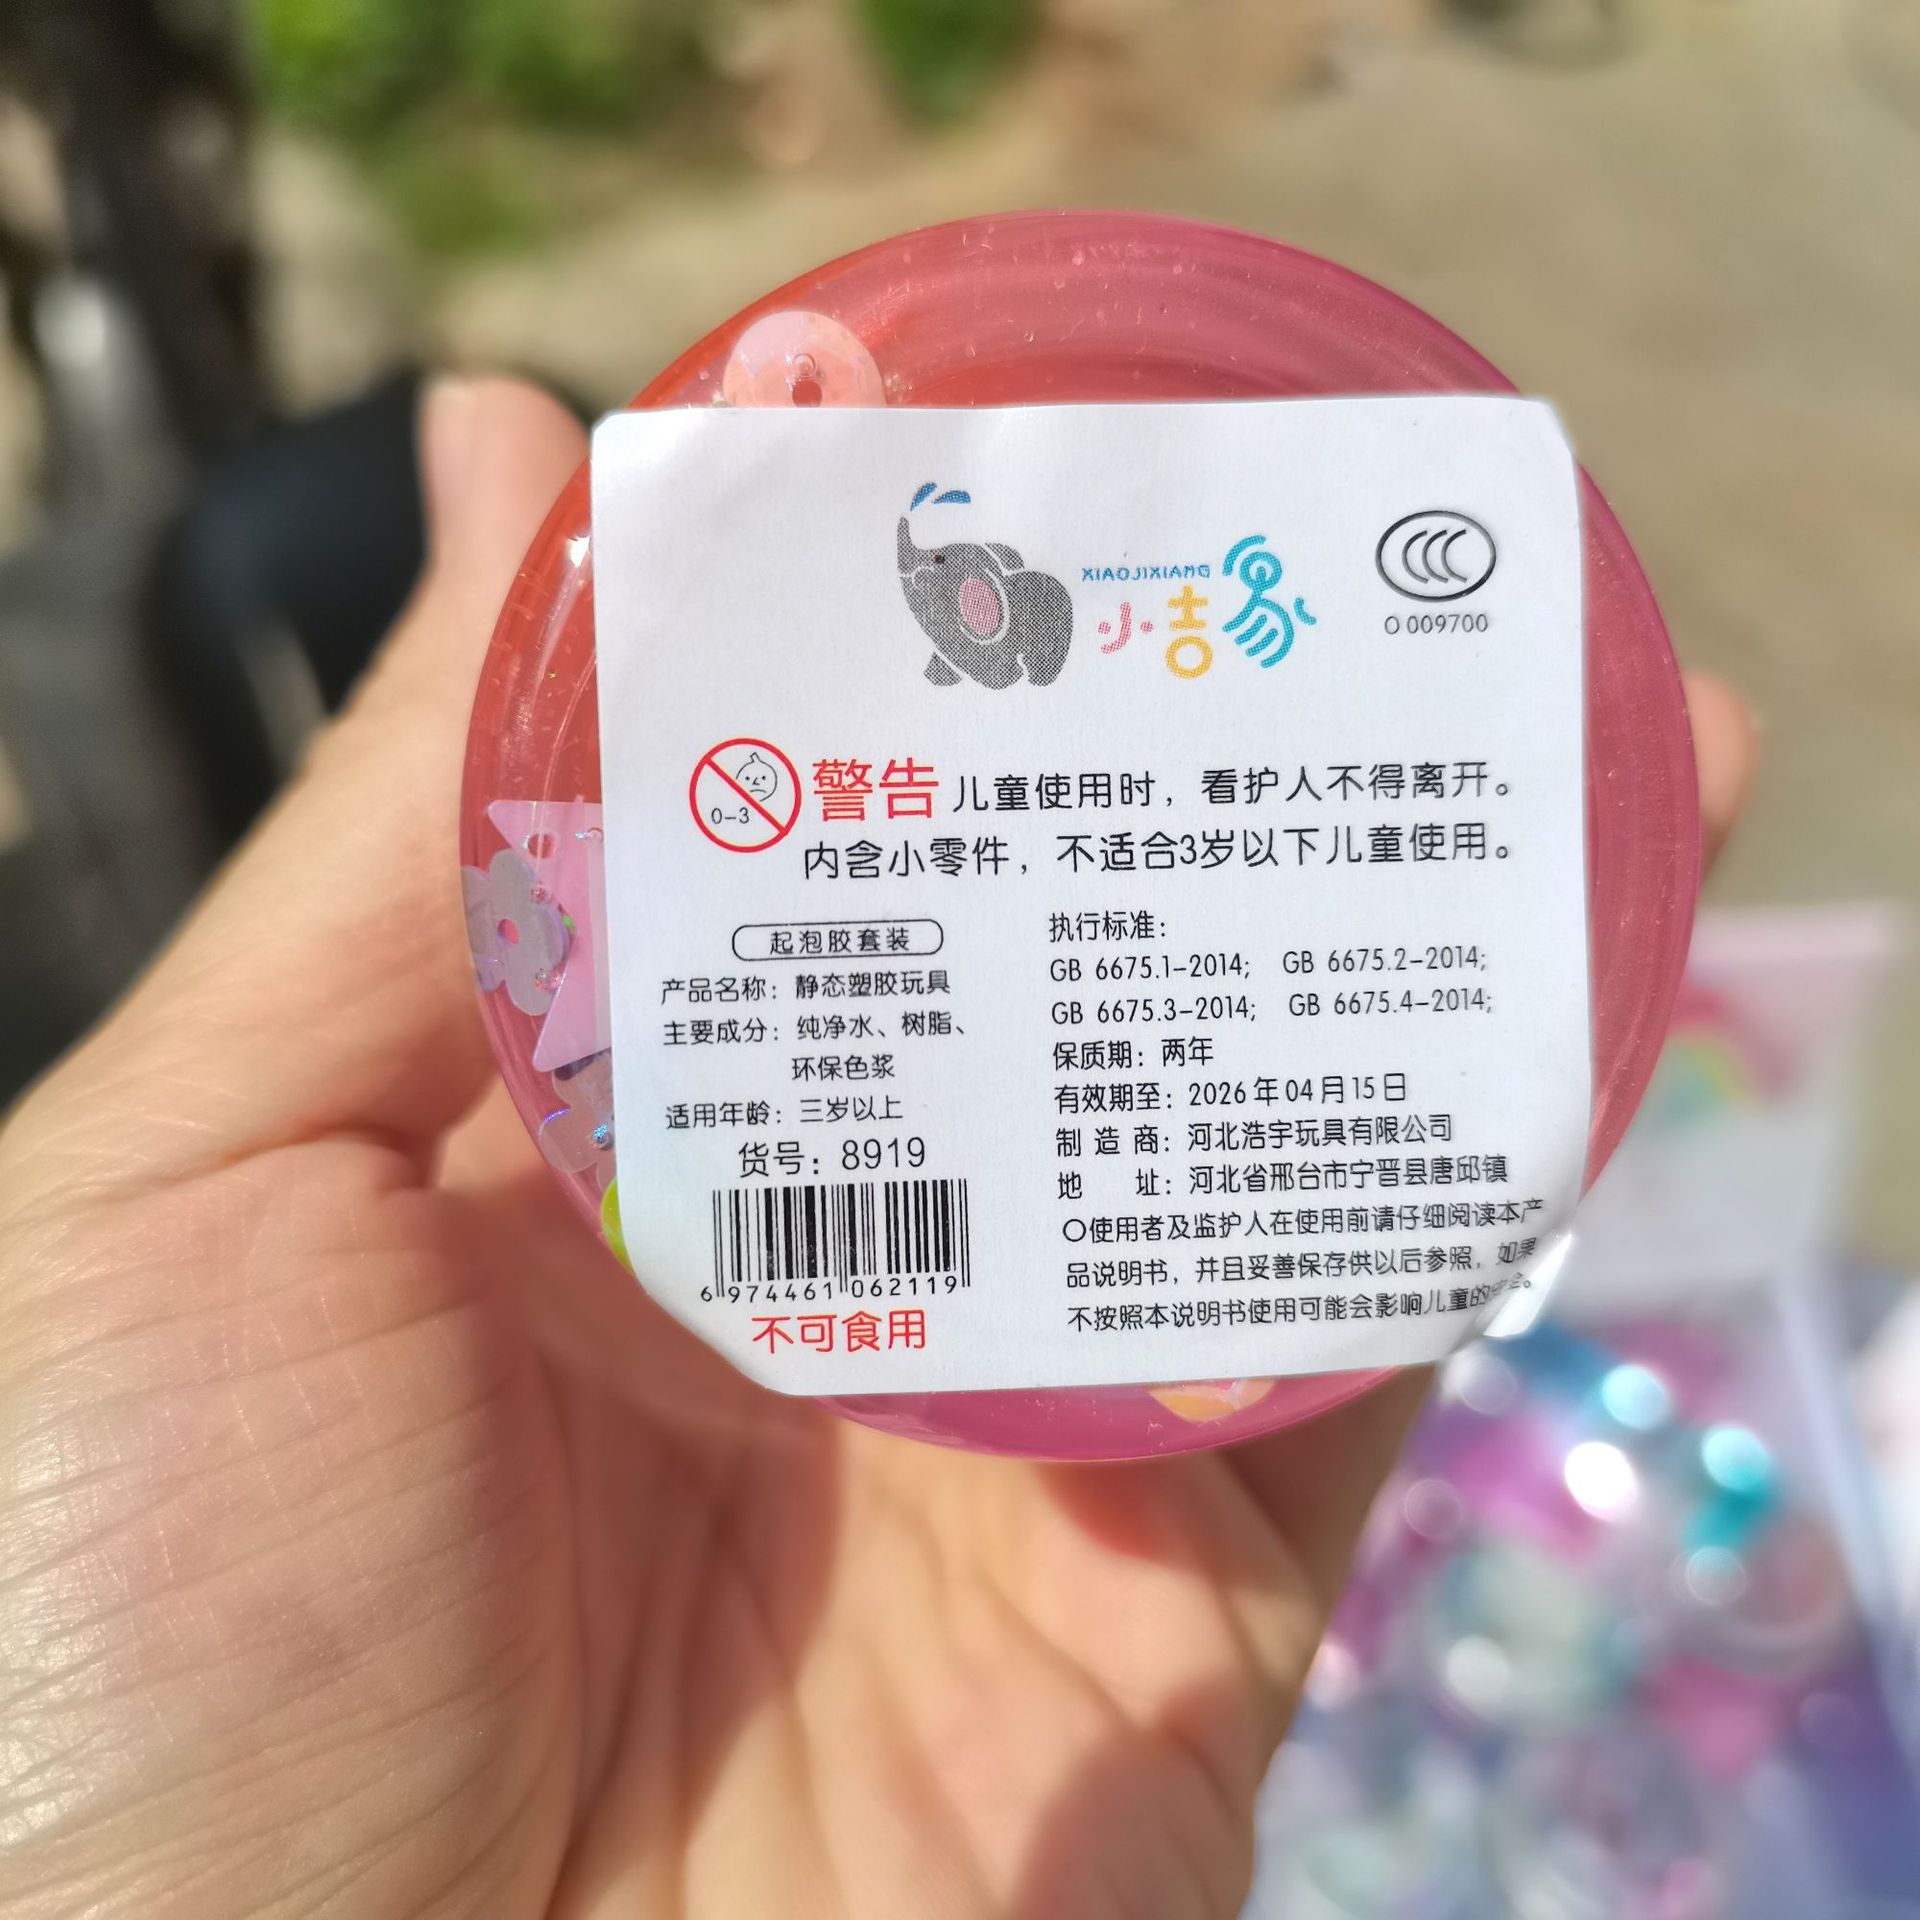 XIAOJIXIANG
小吉象
CCC
O 009700
0-3
警告 儿童使用时，看护人不得离开。
内含小零件，不适合3岁以下儿童使用。
起泡胶套装
产品名称：静态塑胶玩具
主要成分：纯净水、树脂、
环保色浆
适用年龄：三岁以上
货号：8919
6 974461 062119
不可食用
执行标准：
GB 6675.1-2014; GB 6675.2-2014;
GB 6675.3-2014; GB 6675.4-2014;
保质期：两年
有效期至：2026年04月15日
制造商：河北浩宇玩具有限公司
地址：河北省邢台市宁晋县唐邱镇
〇使用者及监护人在使用前请仔细阅读本产
品说明书，并且妥善保存供以后参照，如果
不按照本说明书使用可能会影响儿童的安全。